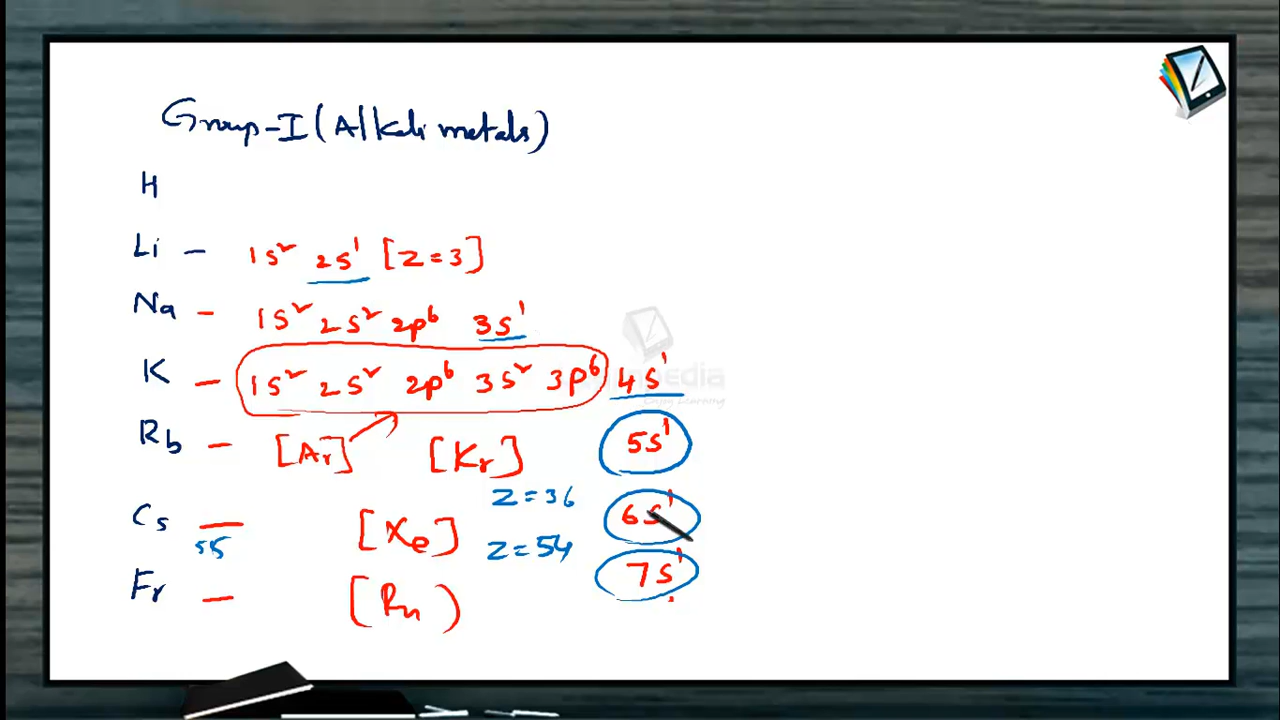 Group-I (Alkali metals)
H
Li - 1s² 2s¹ [Z=3]
Na - 1s² 2s² 2p⁶ 3s¹
K - 1s² 2s² 2p⁶ 3s² 3p⁶ 4s¹
Rb - [Ar] [Kr] 5s¹
Z=36
Cs - [Xe] 6s¹
55 Z=54
Fr - [Rn) 7s¹